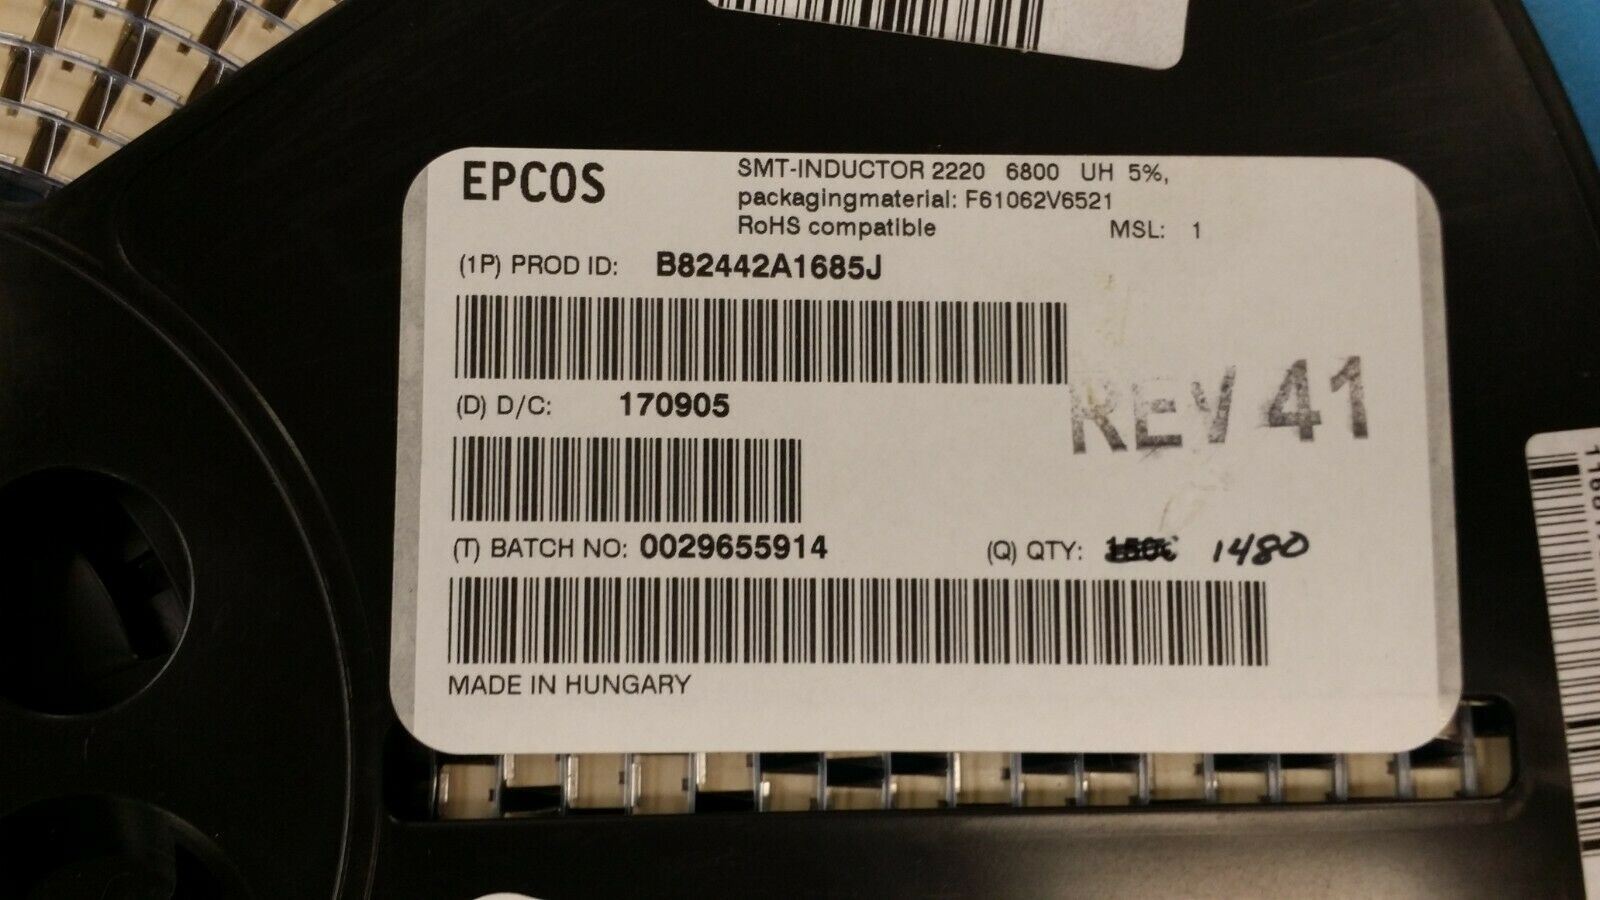 EPCOS
SMT-INDUCTOR 2220 6800 UH 5%,
packagingmaterial: F61062V6521
RoHS compatible MSL: 1
(1P) PROD ID: B82442A1685J
(D) D/C: 170905
REV 41
(T) BATCH NO: 0029655914
(Q) QTY: 1480
MADE IN HUNGARY